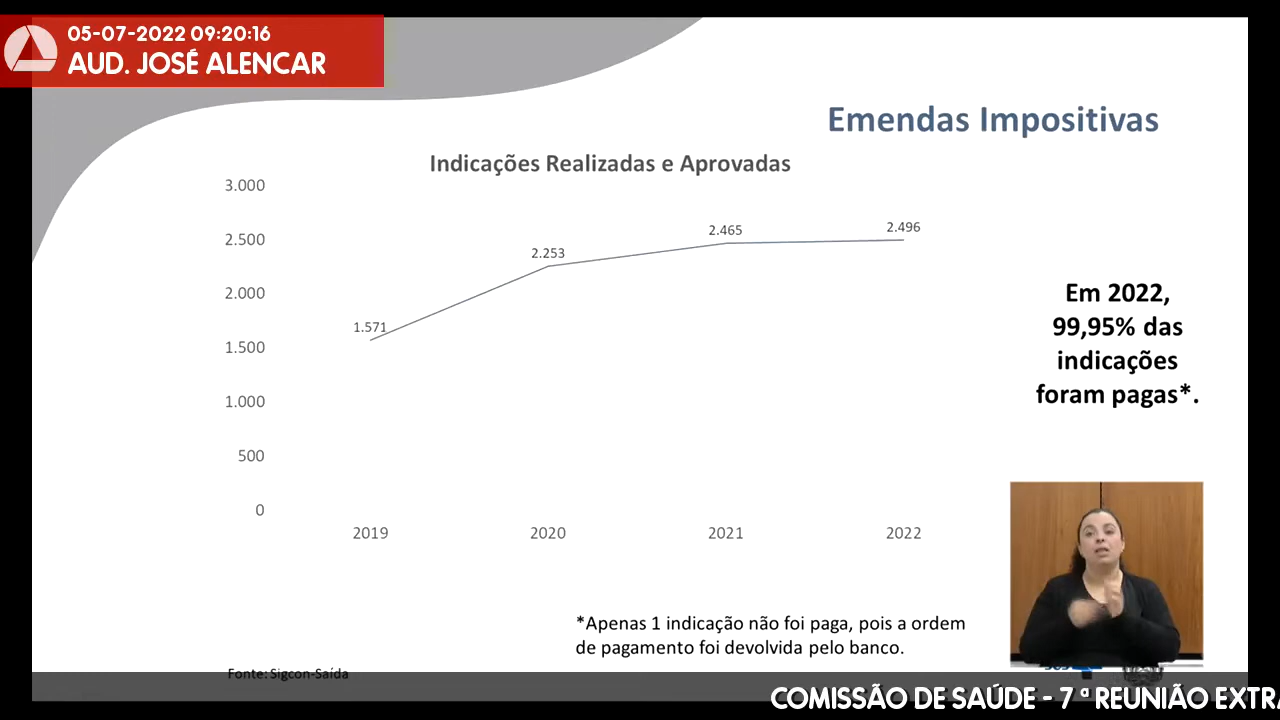 05-07-2022 09:20:16
AUD. JOSÉ ALENCAR
Emendas Impositivas
Indicações Realizadas e Aprovadas
3.000
2.500
2.000
1.500
1.000
500
0
1.571
2.253
2.465
2.496
2019
2020
2021
2022
Em 2022,
99,95% das
indicações
foram pagas*.
*Apenas 1 indicação não foi paga, pois a ordem
de pagamento foi devolvida pelo banco.
Fonte: Sigcon-Saída
COMISSÃO DE SAÚDE - 7 ª REUNIÃO EXTR